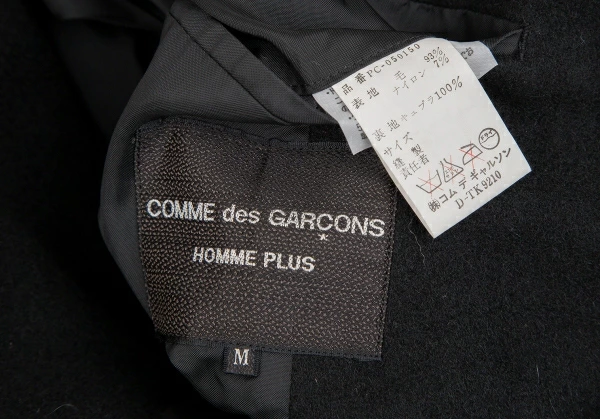 COMME des GARÇONS
HOMME PLUS
M
品番 PC-050150
表地 毛 93%
ナイロン 7%
裏地 キュプラ100%
サイズ
縫製
責任者
㈱コム デ ギャルソン
D-TK9210